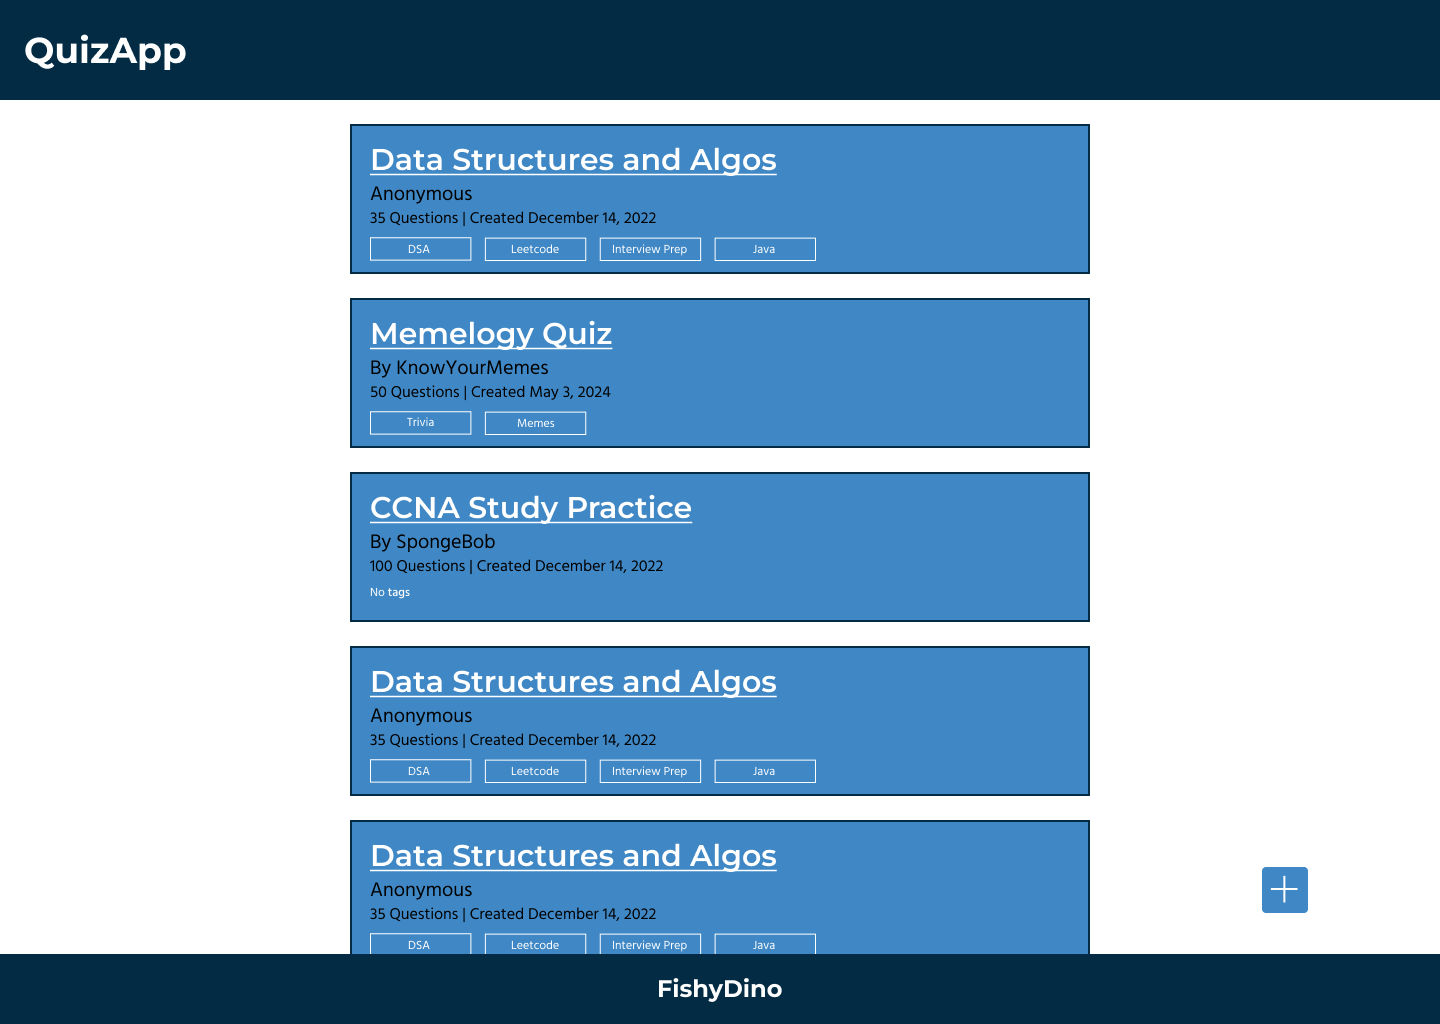 QuizApp
Data Structures and Algos
Anonymous
35 Questions | Created December 14, 2022
DSA Leetcode Interview Prep Java
Memelogy Quiz
By KnowYourMemes
50 Questions | Created May 3, 2024
Trivia Memes
CCNA Study Practice
By SpongeBob
100 Questions | Created December 14, 2022
No tags
Data Structures and Algos
Anonymous
35 Questions | Created December 14, 2022
DSA Leetcode Interview Prep Java
Data Structures and Algos
Anonymous
35 Questions | Created December 14, 2022
DSA Leetcode Interview Prep Java
FishyDino